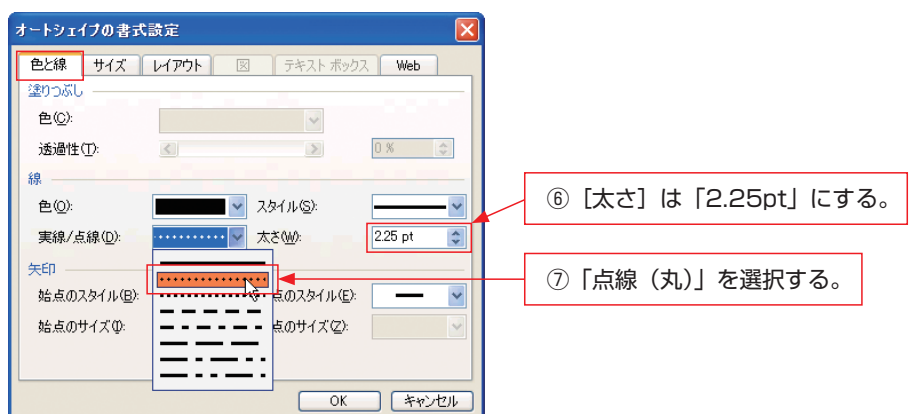 オートシェイプの書式設定
色と線 サイズ レイアウト 図 テキスト ボックス Web
塗りつぶし
色(C):
透過性(T): 0 %
線
色(O): スタイル(S):
実線/点線(D): 太さ(W): 2.25 pt
矢印
始点のスタイル(B): 点のスタイル(E):
始点のサイズ(I): 点のサイズ(Z):
OK キャンセル
⑥［太さ］は「2.25pt」にする。
⑦「点線（丸）」を選択する。